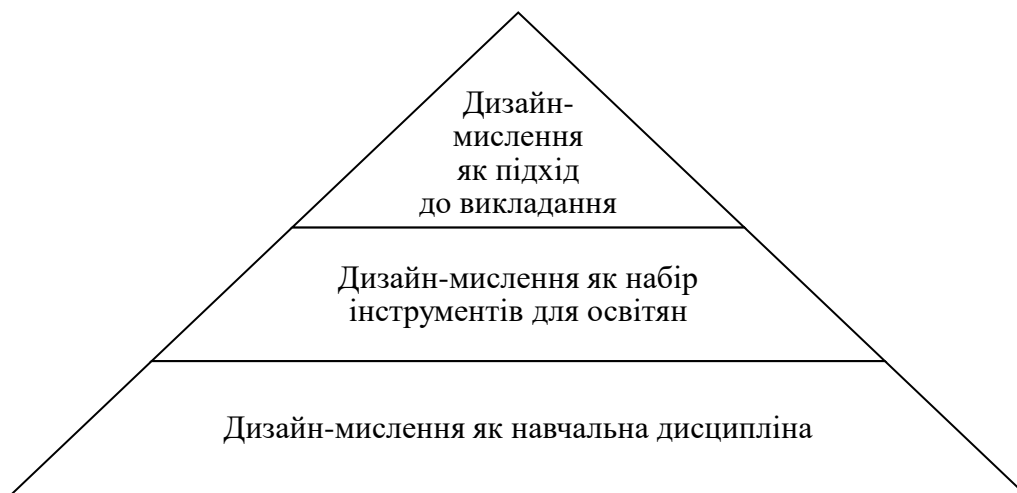 Дизайн-
мислення
як підхід
до викладання
Дизайн-мислення як набір
інструментів для освітян
Дизайн-мислення як навчальна дисципліна